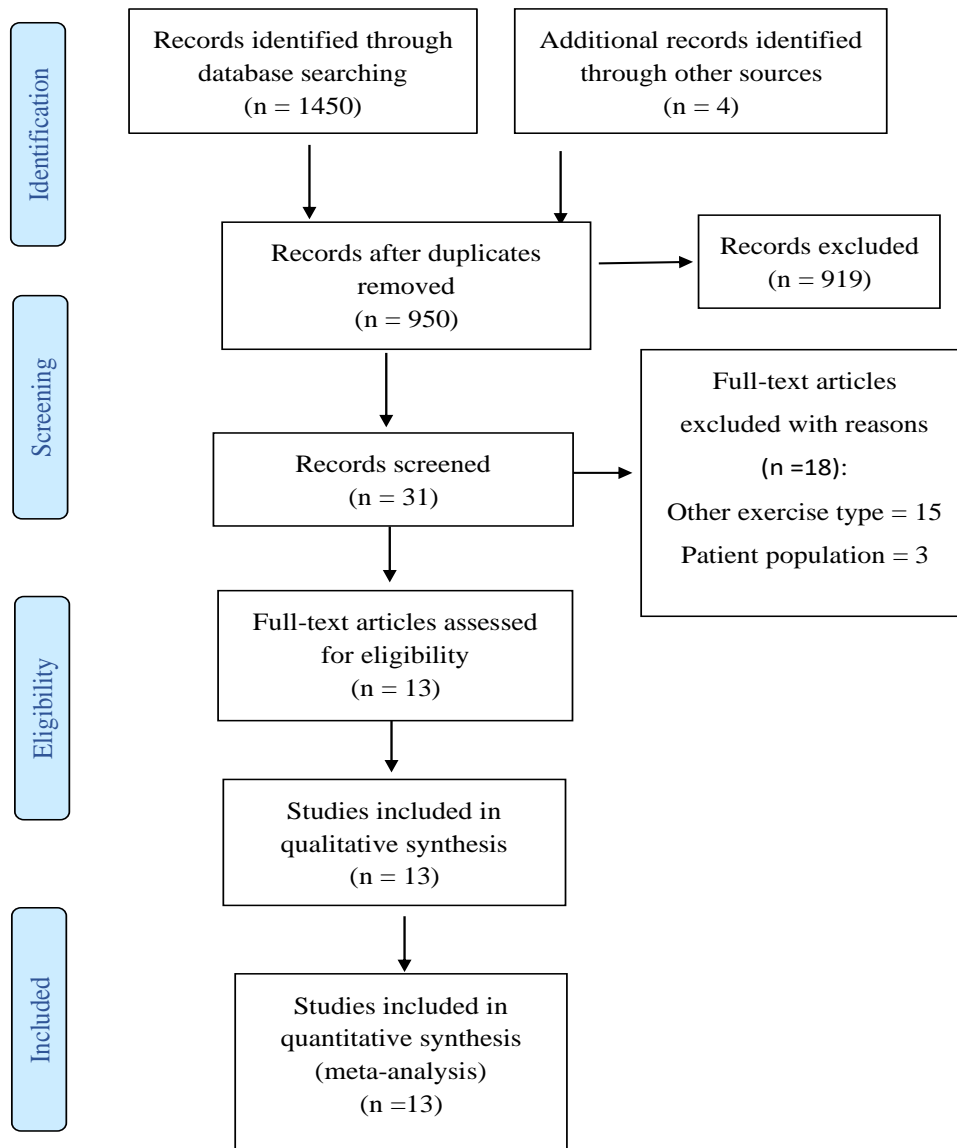 Identification
Records identified through
database searching
(n = 1450)
Additional records identified
through other sources
(n = 4)
Records after duplicates
removed
(n = 950)
Records excluded
(n = 919)
Screening
Records screened
(n = 31)
Full-text articles
excluded with reasons
(n =18):
Other exercise type = 15
Patient population = 3
Eligibility
Full-text articles assessed
for eligibility
(n = 13)
Studies included in
qualitative synthesis
(n = 13)
Included
Studies included in
quantitative synthesis
(meta-analysis)
(n =13)